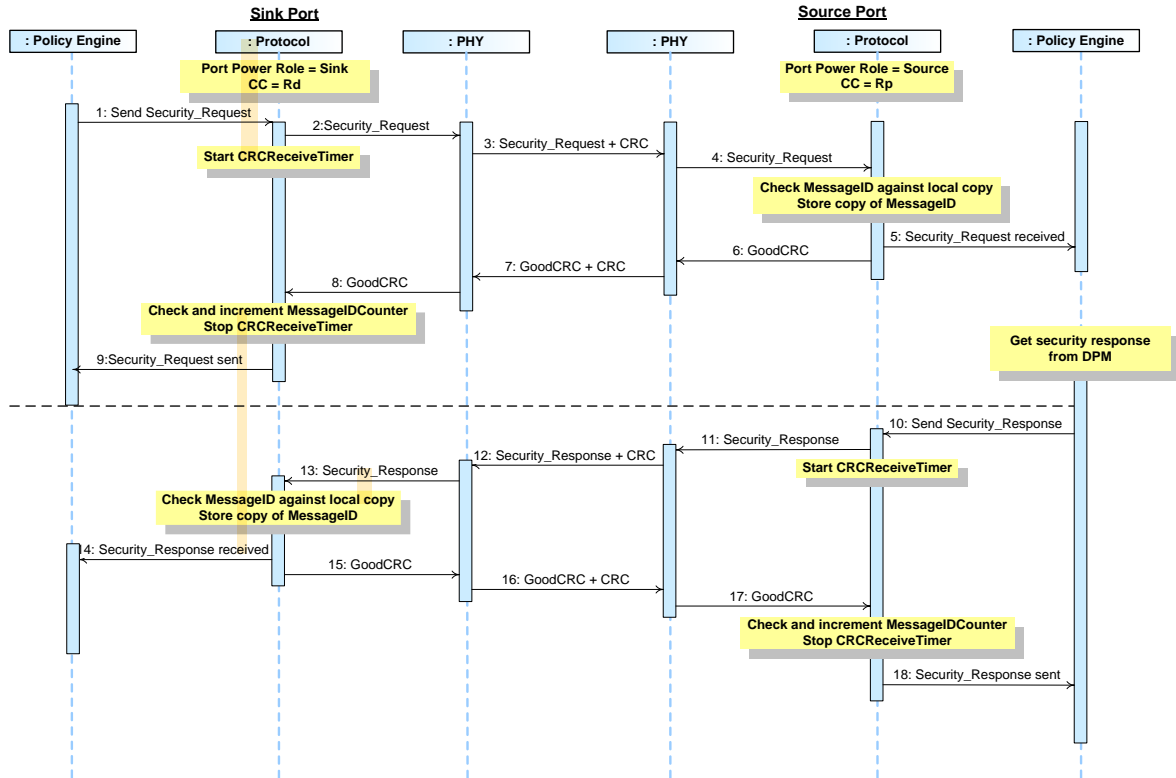 Sink Port
Source Port
: Policy Engine
: Protocol
: PHY
: PHY
: Protocol
: Policy Engine
Port Power Role = Sink
CC = Rd
Port Power Role = Source
CC = Rp
1: Send Security_Request
2:Security_Request
Start CRCReceiveTimer
3: Security_Request + CRC
4: Security_Request
Check MessageID against local copy
Store copy of MessageID
5: Security_Request received
6: GoodCRC
7: GoodCRC + CRC
8: GoodCRC
Check and increment MessageIDCounter
Stop CRCReceiveTimer
9:Security_Request sent
Get security response
from DPM
10: Send Security_Response
11: Security_Response
Start CRCReceiveTimer
12: Security_Response + CRC
13: Security_Response
Check MessageID against local copy
Store copy of MessageID
14: Security_Response received
15: GoodCRC
16: GoodCRC + CRC
17: GoodCRC
Check and increment MessageIDCounter
Stop CRCReceiveTimer
18: Security_Response sent